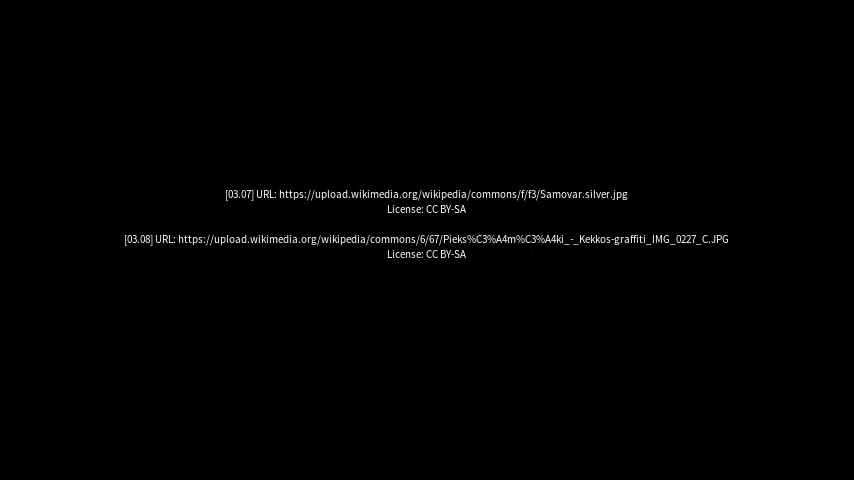 [03.07] URL: https://upload.wikimedia.org/wikipedia/commons/f/f3/Samovar.silver.jpg
License: CC BY-SA
[03.08] URL: https://upload.wikimedia.org/wikipedia/commons/6/67/Pieks%C3%A4m%C3%A4ki_-_Kekkos-graffiti_IMG_0227_C.JPG
License: CC BY-SA